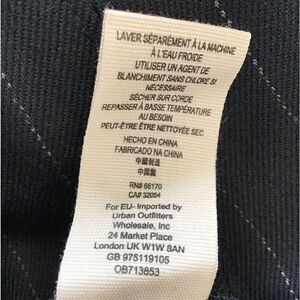 LAVER SÉPARÉMENT À LA MACHINE
À L'EAU FROIDE
UTILISER UN AGENT DE
BLANCHIMENT SANS CHLORE SI
NÉCESSAIRE
SÉCHER SUR CORDE
REPASSER À BASSE TEMPÉRATURE
AU BESOIN
PEUT-ÊTRE ÊTRE NETTOYÉE SEC
HECHO EN CHINA
FABRICADO NA CHINA
中國制造
中国製
RN# 66170
CA# 32054
For EU- Imported by
Urban Outfitters
Wholesale, Inc
24 Market Place
London UK W1W 8AN
GB 975119105
OB713853